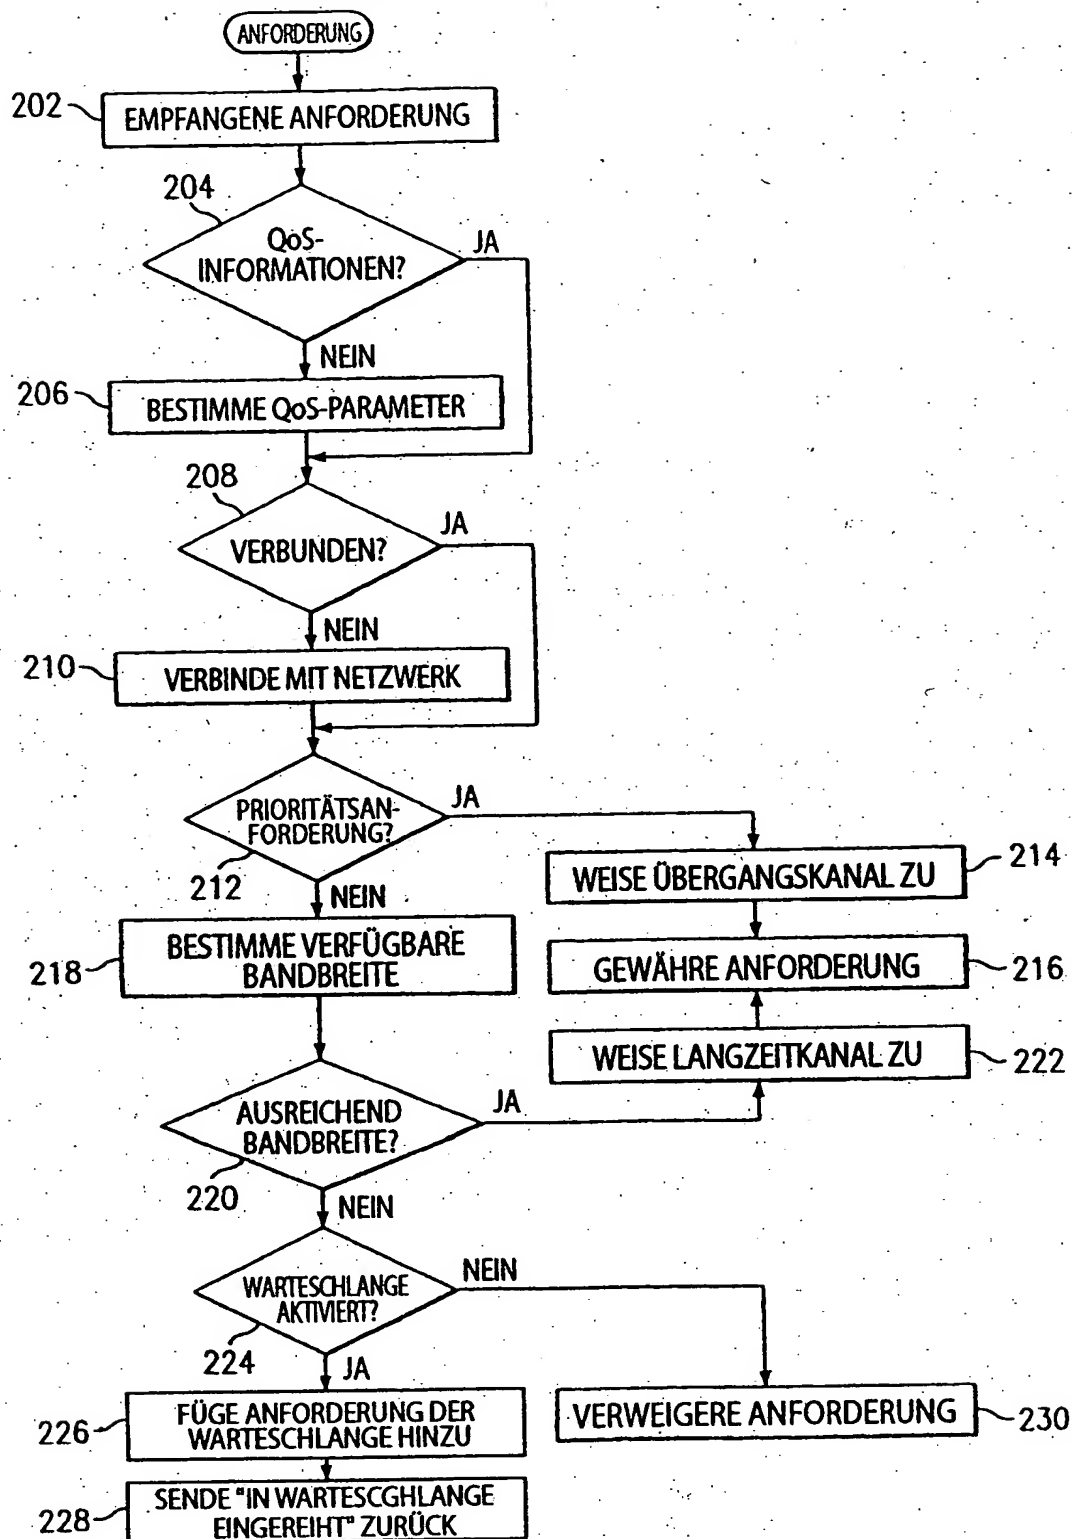 ANFORDERUNG
202
EMPFANGENE ANFORDERUNG
204
QoS-
INFORMATIONEN?
JA
NEIN
206
BESTIMME QoS-PARAMETER
208
VERBUNDEN?
JA
NEIN
210
VERBINDE MIT NETZWERK
PRIORITÄTSAN-
FORDERUNG?
JA
212
NEIN
WEISE ÜBERGANGSKANAL ZU
214
218
BESTIMME VERFÜGBARE
BANDBREITE
GEWÄHRE ANFORDERUNG
216
WEISE LANGZEITKANAL ZU
222
AUSREICHEND
BANDBREITE?
JA
220
NEIN
WARTESCHLANGE
AKTIVIERT?
NEIN
224
JA
226
FÜGE ANFORDERUNG DER
WARTESCHLANGE HINZU
VERWEIGERE ANFORDERUNG
230
228
SENDE "IN WARTESCGHLANGE
EINGEREIHT" ZURÜCK